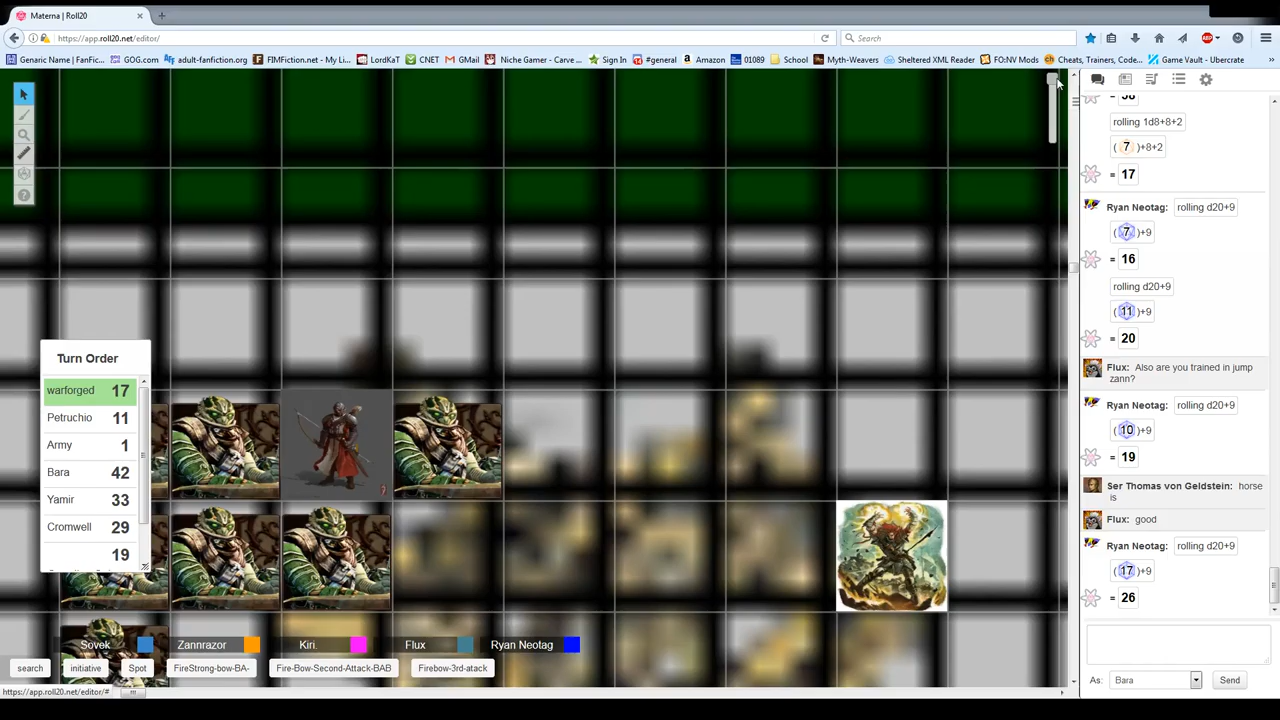 Materna | Roll20
https://app.roll20.net/editor/
Search
ABP
Generic Name | FanFic...
GOG.com
adult-fanfiction.org
FIMFiction.net - My Li...
LordKaT
CNET
GMail
Niche Gamer - Carve ...
Sign In
#general
Amazon
01089
School
Myth-Weavers
Sheltered XML Reader
FO:NV Mods
Cheats, Trainers, Code...
Game Vault - Ubercrate
rolling 1d8+8+2
(7)+8+2
= 17
Ryan Neotag: rolling d20+9
(7)+9
= 16
rolling d20+9
(11)+9
= 20
Flux: Also are you trained in jump
zann?
Ryan Neotag: rolling d20+9
(10)+9
= 19
Ser Thomas von Geldstein: horse
is
Flux: good
Ryan Neotag: rolling d20+9
(17)+9
= 26
Turn Order
warforged 17
Petruchio 11
Army 1
Bara 42
Yamir 33
Cromwell 29
19
Sovek
Zannrazor
Kiri.
Flux
Ryan Neotag
search
initiative
Spot
FireStrong-bow-BA-
Fire-Bow-Second-Attack-BAB
Firebow-3rd-atack
As: Bara
Send
https://app.roll20.net/editor/#